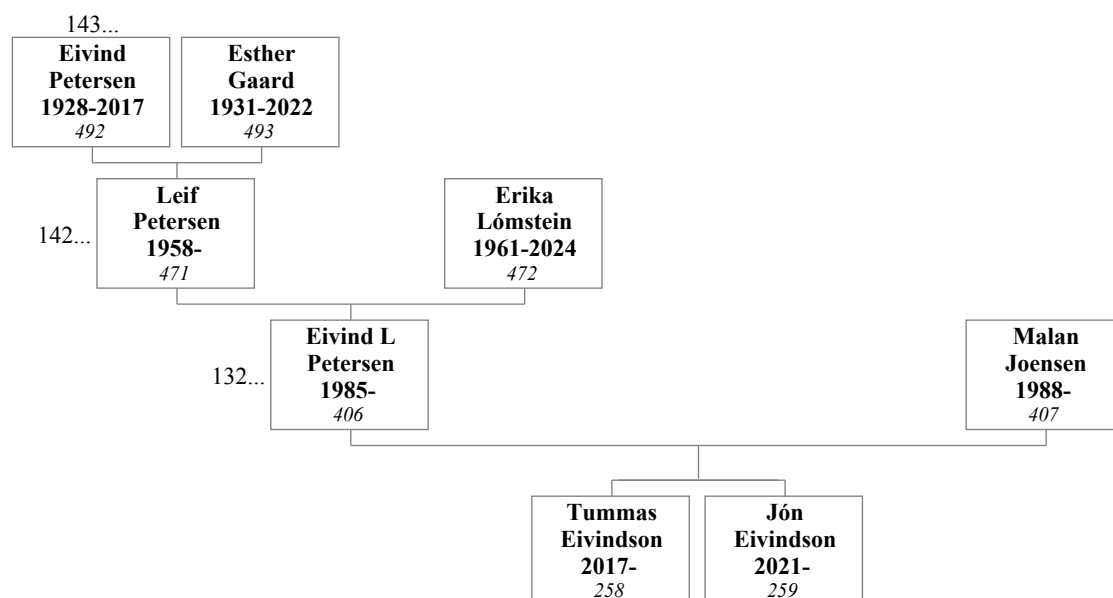 143...
Eivind
Petersen
1928-2017
492
Esther
Gaard
1931-2022
493
142...
Leif
Petersen
1958-
471
Erika
Lómstein
1961-2024
472
132...
Eivind L
Petersen
1985-
406
Malan
Joensen
1988-
407
Tummas
Eivindson
2017-
258
Jón
Eivindson
2021-
259